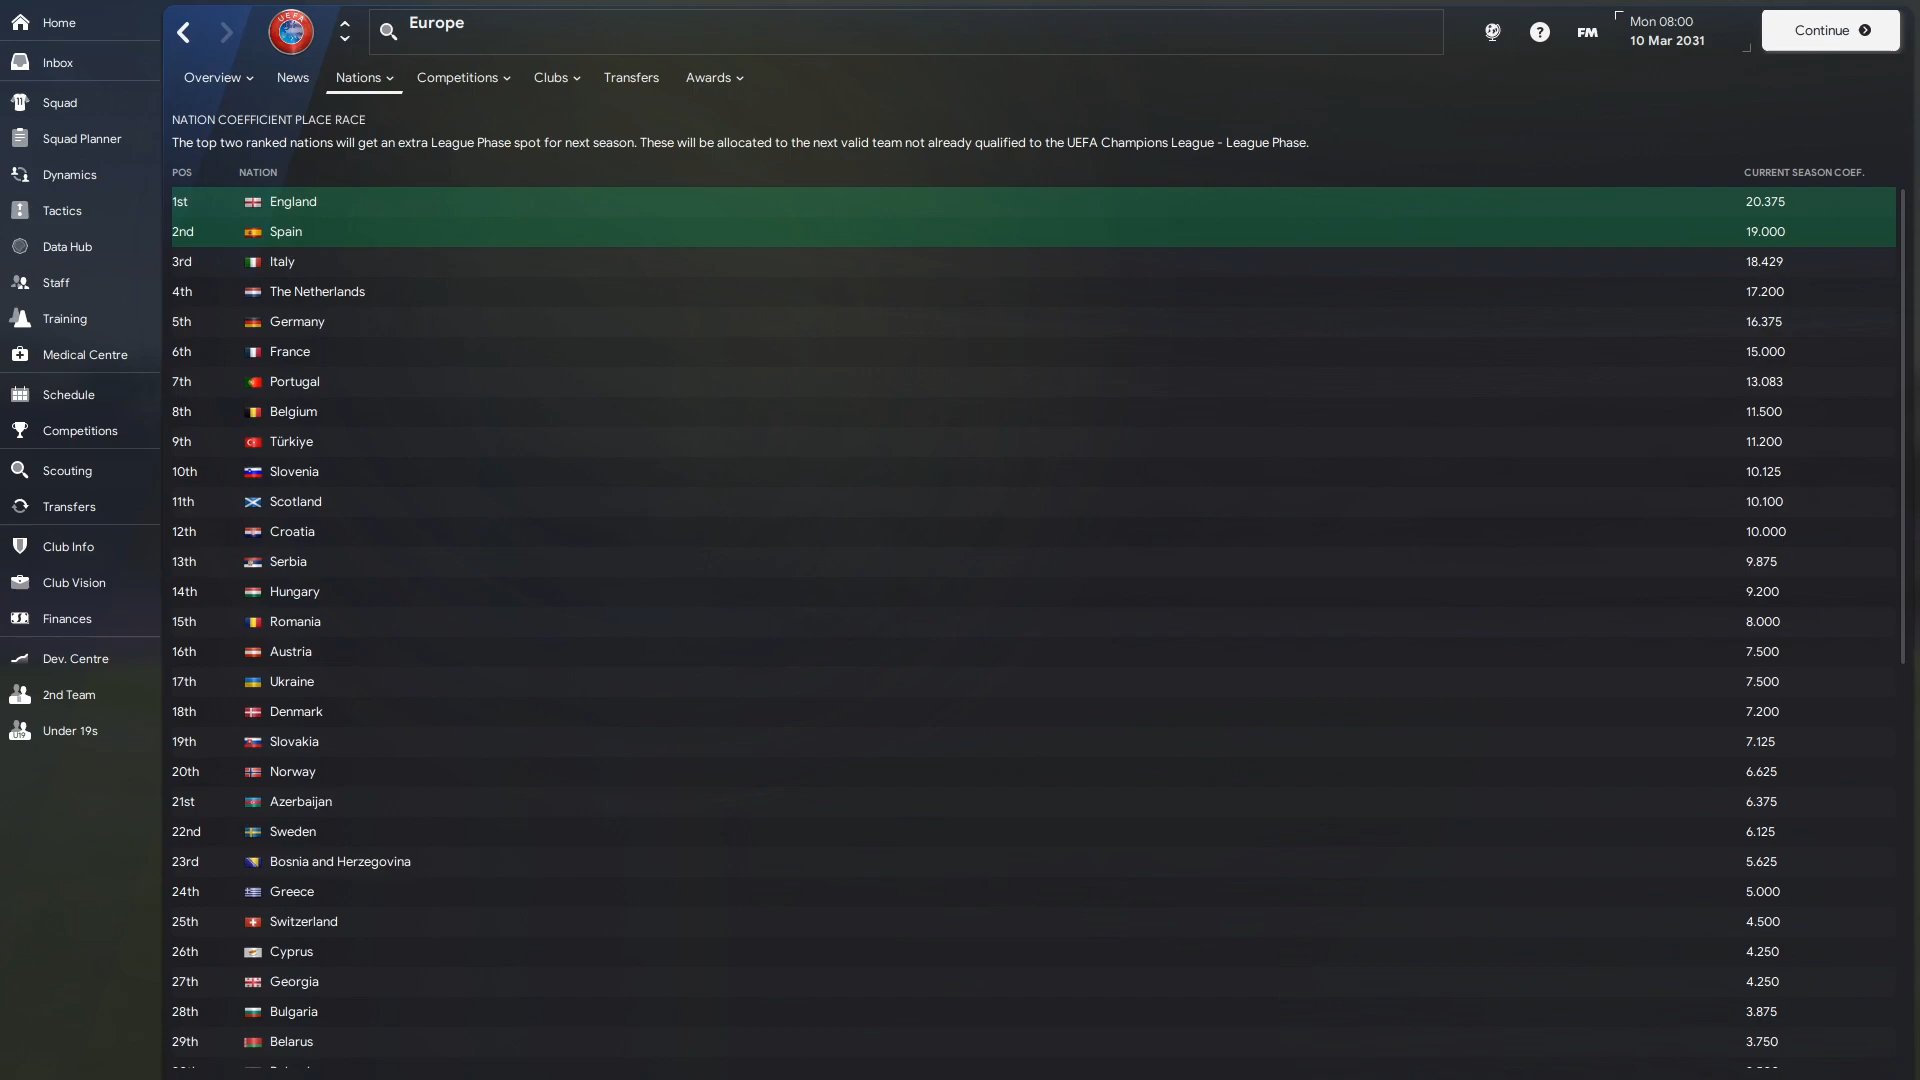 Home
Inbox
Squad
Squad Planner
Dynamics
Tactics
Data Hub
Staff
Training
Medical Centre
Schedule
Competitions
Scouting
Transfers
Club Info
Club Vision
Finances
Dev. Centre
2nd Team
Under 19s
UEFA
Europe
FM
Mon 08:00
10 Mar 2031
Continue
Overview News Nations Competitions Clubs Transfers Awards
NATION COEFFICIENT PLACE RACE
The top two ranked nations will get an extra League Phase spot for next season. These will be allocated to the next valid team not already qualified to the UEFA Champions League - League Phase.
POS NATION CURRENT SEASON COEF.
1st England 20.375
2nd Spain 19.000
3rd Italy 18.429
4th The Netherlands 17.200
5th Germany 16.375
6th France 15.000
7th Portugal 13.083
8th Belgium 11.500
9th Türkiye 11.200
10th Slovenia 10.125
11th Scotland 10.100
12th Croatia 10.000
13th Serbia 9.875
14th Hungary 9.200
15th Romania 8.000
16th Austria 7.500
17th Ukraine 7.500
18th Denmark 7.200
19th Slovakia 7.125
20th Norway 6.625
21st Azerbaijan 6.375
22nd Sweden 6.125
23rd Bosnia and Herzegovina 5.625
24th Greece 5.000
25th Switzerland 4.500
26th Cyprus 4.250
27th Georgia 4.250
28th Bulgaria 3.875
29th Belarus 3.750